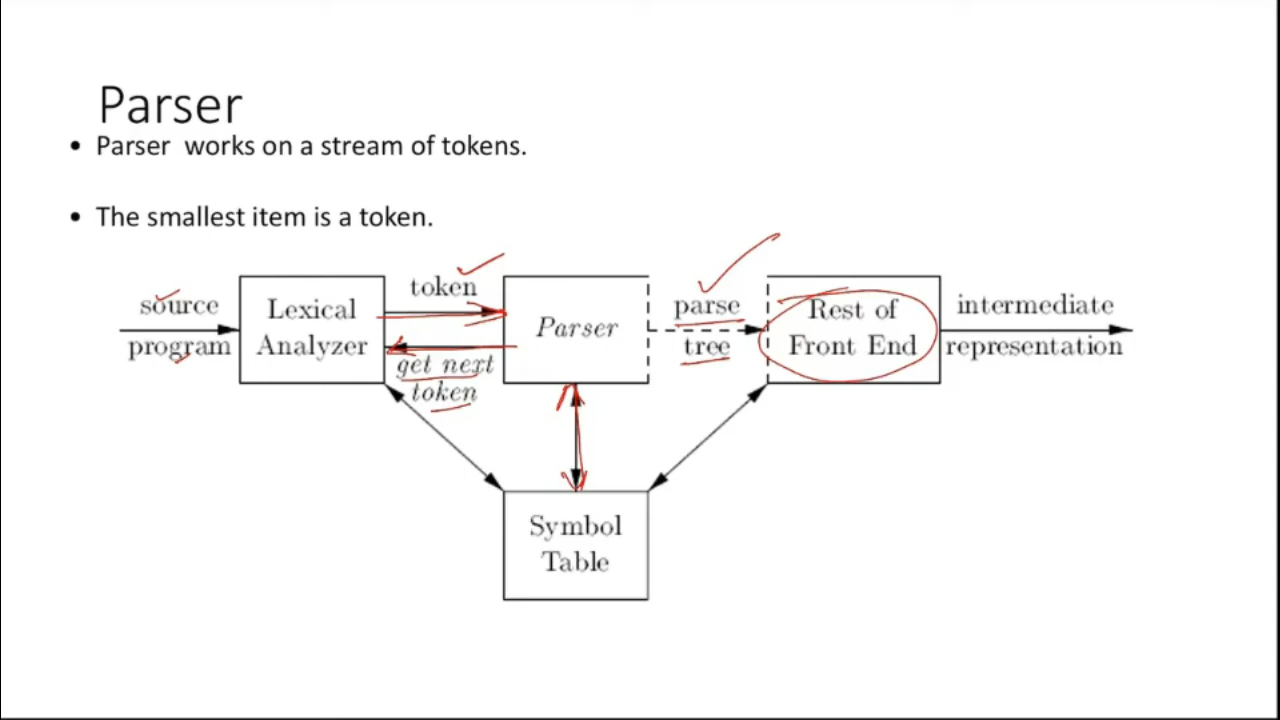 Parser
• Parser works on a stream of tokens.
• The smallest item is a token.
source
program
Lexical
Analyzer
token
get next
token
Parser
parse
tree
Rest of
Front End
intermediate
representation
Symbol
Table